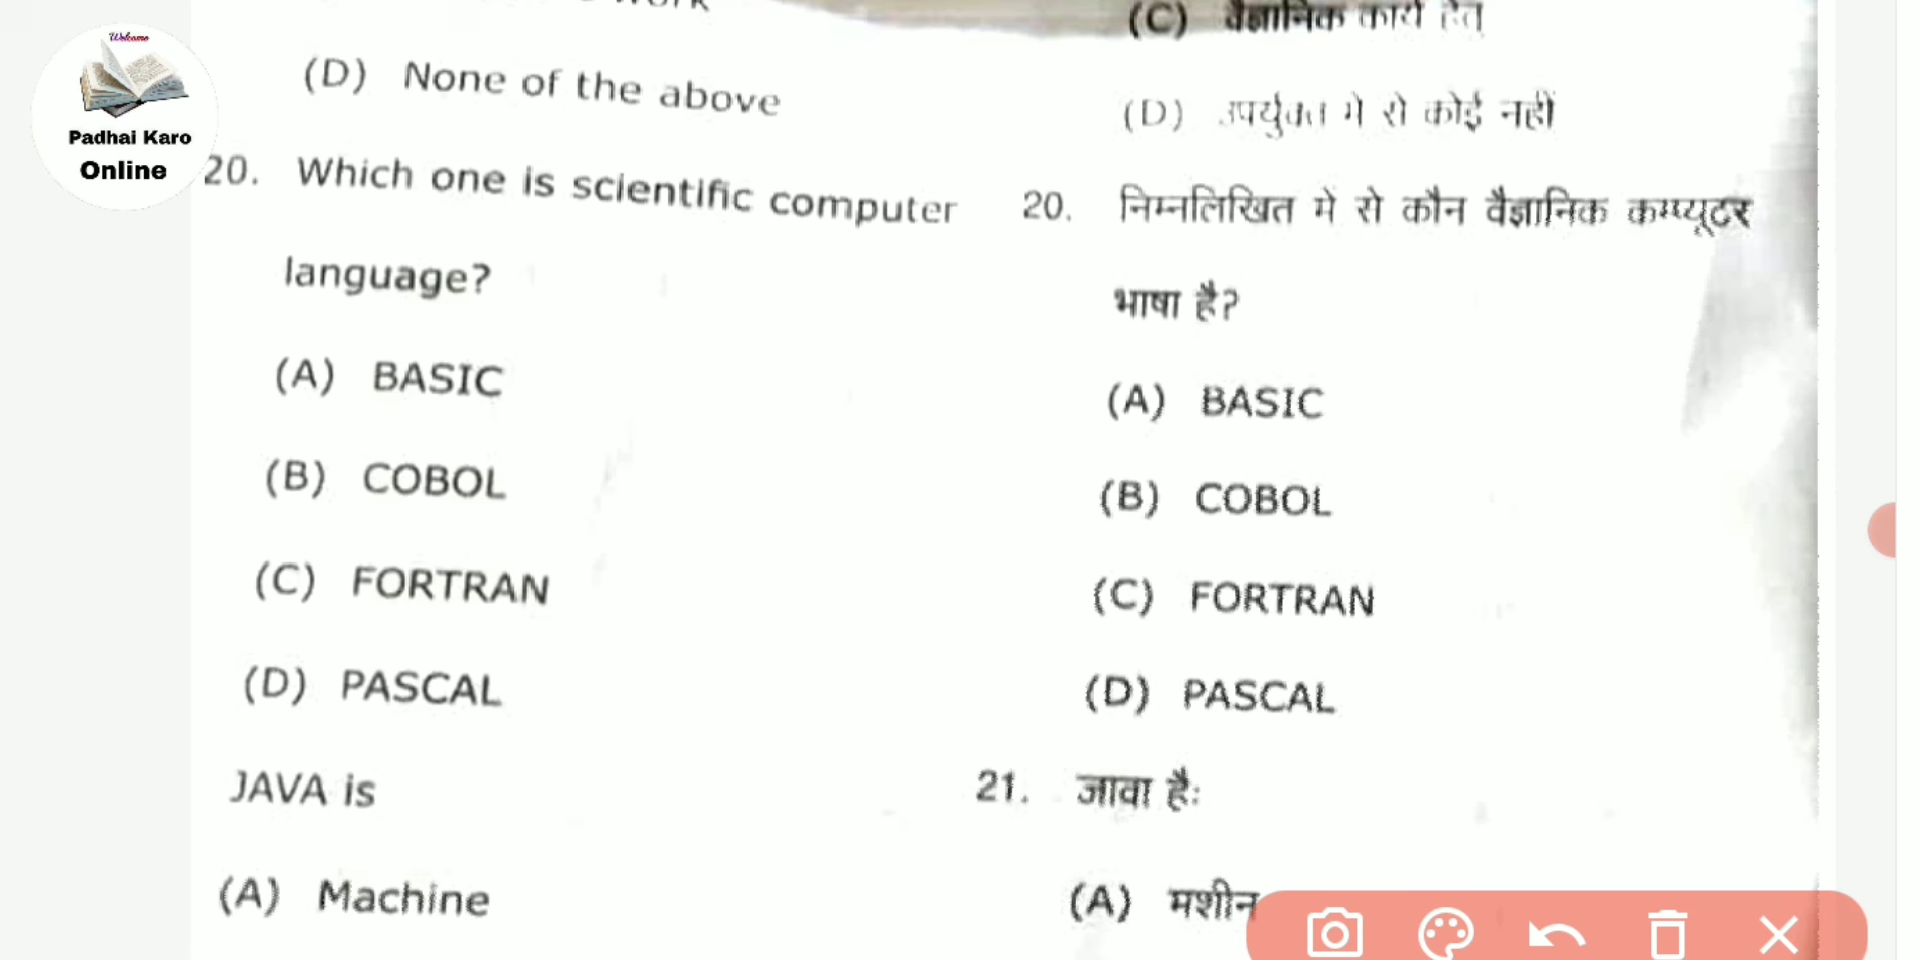 Welcome
Padhai Karo
Online
(D) None of the above
20. Which one is scientific computer
language?
(A) BASIC
(B) COBOL
(C) FORTRAN
(D) PASCAL
JAVA is
(A) Machine
(C) वैज्ञानिक कार्य हेतु
(D) उपर्युक्त में से कोई नहीं
20. निम्नलिखित में से कौन वैज्ञानिक कम्प्यूटर
भाषा है?
(A) BASIC
(B) COBOL
(C) FORTRAN
(D) PASCAL
21. जावा है:
(A) मशीन